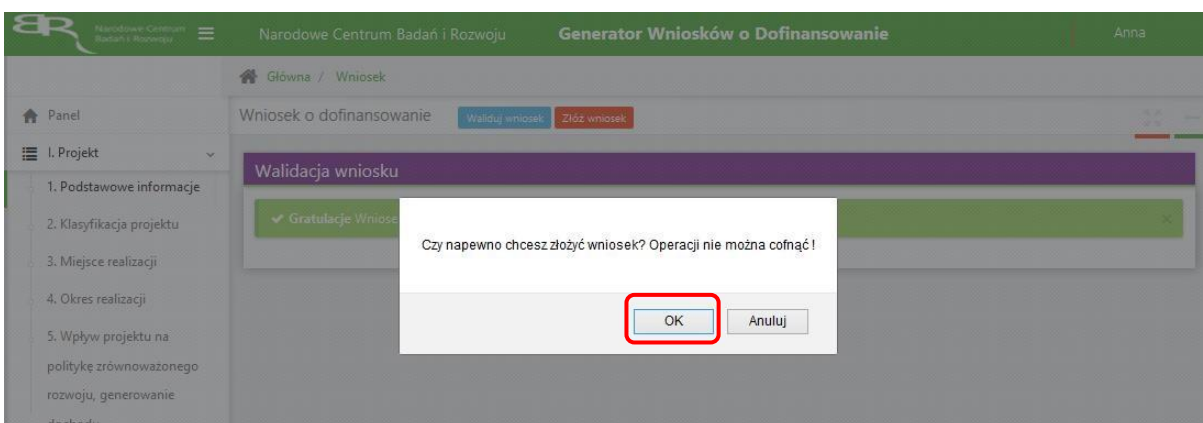 Narodowe Centrum
Badań i Rozwoju
Narodowe Centrum Badań i Rozwoju
Generator Wniosków o Dofinansowanie
Anna
Główna / Wniosek
Panel
Wniosek o dofinansowanie
Waliduj wniosek
Złóż wniosek
I. Projekt
Walidacja wniosku
1. Podstawowe informacje
Gratulacje Wniose
2. Klasyfikacja projektu
Czy napewno chcesz złożyć wniosek? Operacji nie można cofnąć !
3. Miejsce realizacji
4. Okres realizacji
OK
Anuluj
5. Wpływ projektu na
politykę zrównoważonego
rozwoju, generowanie